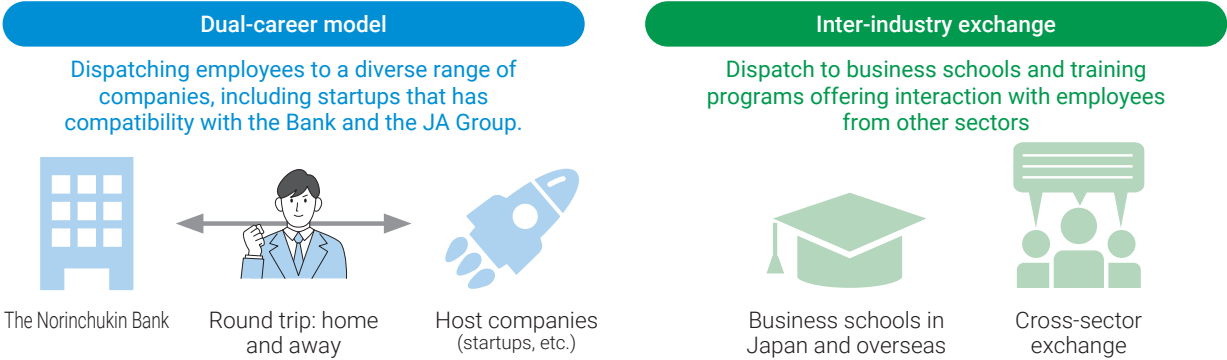 Dual-career model
Dispatching employees to a diverse range of
companies, including startups that has
compatibility with the Bank and the JA Group.
The Norinchukin Bank
Round trip: home
and away
Host companies
(startups, etc.)
Inter-industry exchange
Dispatch to business schools and training
programs offering interaction with employees
from other sectors
Business schools in
Japan and overseas
Cross-sector
exchange